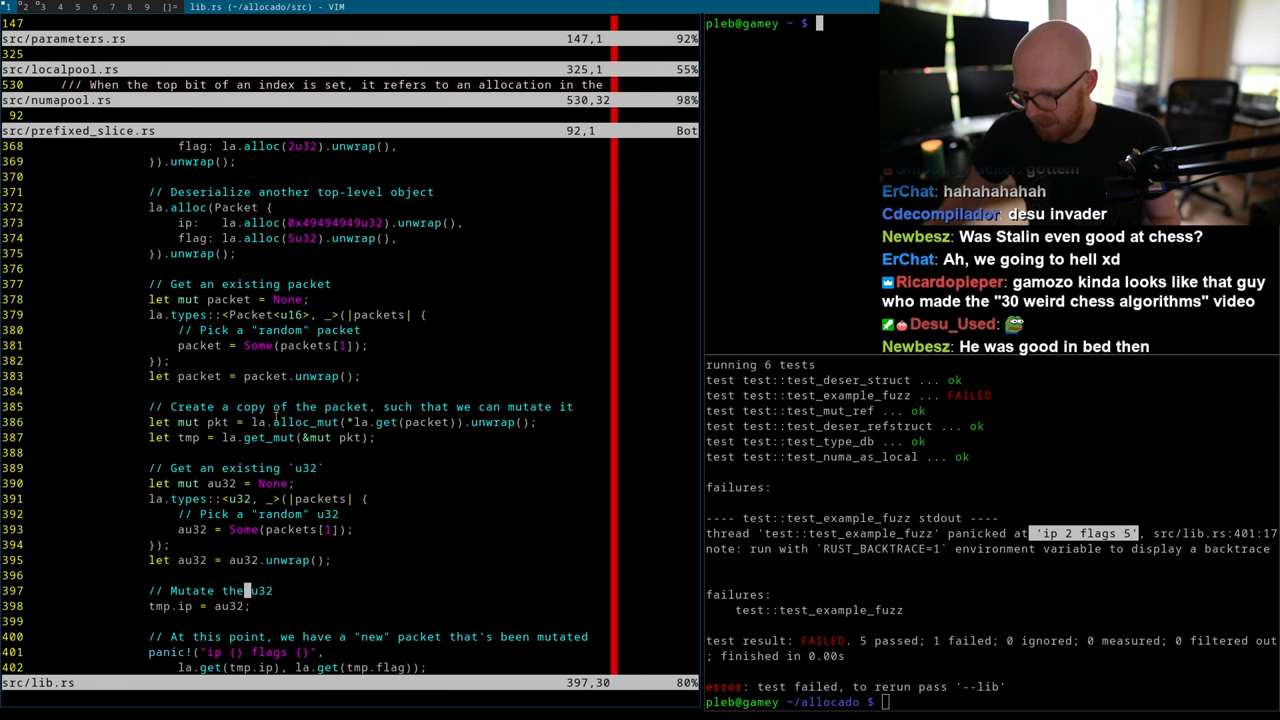 1 2 3 4 5 6 7 8 9 []= lib.rs (~/allocado/src) - VIM
147
src/parameters.rs 147,1 92%
325
src/localpool.rs 325,1 55%
530 /// When the top bit of an index is set, it refers to an allocation in the
src/numapool.rs 530,32 98%
92
src/prefixed_slice.rs 92,1 Bot
368 flag: la.alloc(2u32).unwrap(),
369 }).unwrap();
370
371 // Deserialize another top-level object
372 la.alloc(Packet {
373 ip: la.alloc(0x49494949u32).unwrap(),
374 flag: la.alloc(5u32).unwrap(),
375 }).unwrap();
376
377 // Get an existing packet
378 let mut packet = None;
379 la.types::<Packet<u16>, _>(|packets| {
380 // Pick a "random" packet
381 packet = Some(packets[1]);
382 });
383 let packet = packet.unwrap();
384
385 // Create a copy of the packet, such that we can mutate it
386 let mut pkt = la.alloc_mut(*la.get(packet)).unwrap();
387 let tmp = la.get_mut(&mut pkt);
388
389 // Get an existing `u32`
390 let mut au32 = None;
391 la.types::<u32, _>(|packets| {
392 // Pick a "random" u32
393 au32 = Some(packets[1]);
394 });
395 let au32 = au32.unwrap();
396
397 // Mutate the u32
398 tmp.ip = au32;
399
400 // At this point, we have a "new" packet that's been mutated
401 panic!("ip {} flags {}",
402 la.get(tmp.ip), la.get(tmp.flag));
src/lib.rs 397,30 80%
pleb@gamey ~ $
gottem
ErChat: hahahahahah
Cdecompilador: desu invader
Newbesz: Was Stalin even good at chess?
ErChat: Ah, we going to hell xd
Ricardopieper: gamozo kinda looks like that guy
who made the "30 weird chess algorithms" video
Desu_Used:
Newbesz: He was good in bed then
running 6 tests
test test::test_deser_struct ... ok
test test::test_example_fuzz ... FAILED
test test::test_mut_ref ... ok
test test::test_deser_refstruct ... ok
test test::test_type_db ... ok
test test::test_numa_as_local ... ok
failures:
---- test::test_example_fuzz stdout ----
thread 'test::test_example_fuzz' panicked at 'ip 2 flags 5', src/lib.rs:401:17
note: run with `RUST_BACKTRACE=1` environment variable to display a backtrace
failures:
test::test_example_fuzz
test result: FAILED. 5 passed; 1 failed; 0 ignored; 0 measured; 0 filtered out
; finished in 0.00s
error: test failed, to rerun pass '--lib'
pleb@gamey ~/allocado $